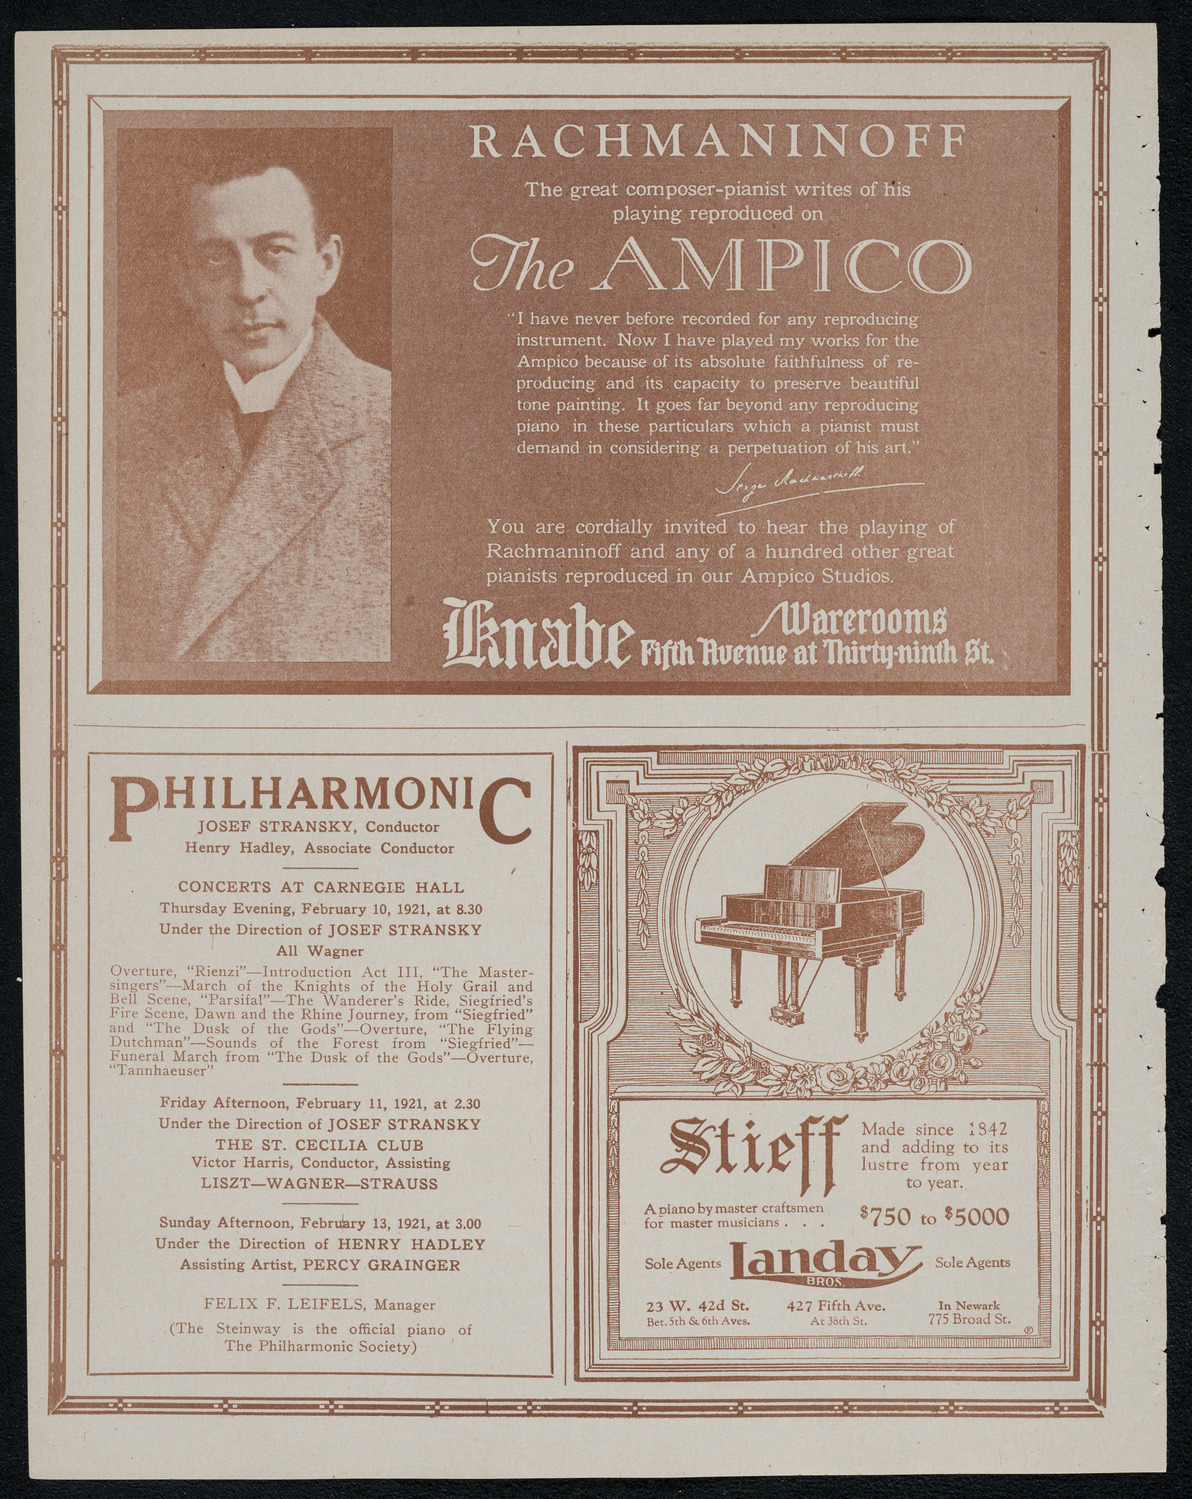 RACHMANINOFF
The great composer-pianist writes of his
playing reproduced on
The AMPICO
"I have never before recorded for any reproducing
instrument. Now I have played my works for the
Ampico because of its absolute faithfulness of re-
producing and its capacity to preserve beautiful
tone painting. It goes far beyond any reproducing
piano in these particulars which a pianist must
demand in considering a perpetuation of his art."
Serge Rachmaninoff
You are cordially invited to hear the playing of
Rachmaninoff and any of a hundred other great
pianists reproduced in our Ampico Studios.
Knabe Warerooms
Fifth Avenue at Thirty-ninth St.
PHILHARMONIC
JOSEF STRANSKY, Conductor
Henry Hadley, Associate Conductor
CONCERTS AT CARNEGIE HALL
Thursday Evening, February 10, 1921, at 8.30
Under the Direction of JOSEF STRANSKY
All Wagner
Overture, "Rienzi"—Introduction Act III, "The Master-
singers"—March of the Knights of the Holy Grail and
Bell Scene, "Parsifal"—The Wanderer's Ride, Siegfried's
Fire Scene, Dawn and the Rhine Journey, from "Siegfried"
and "The Dusk of the Gods"—Overture, "The Flying
Dutchman"—Sounds of the Forest from "Siegfried"—
Funeral March from "The Dusk of the Gods"—Overture,
"Tannhaeuser"
Friday Afternoon, February 11, 1921, at 2.30
Under the Direction of JOSEF STRANSKY
THE ST. CECILIA CLUB
Victor Harris, Conductor, Assisting
LISZT—WAGNER—STRAUSS
Sunday Afternoon, February 13, 1921, at 3.00
Under the Direction of HENRY HADLEY
Assisting Artist, PERCY GRAINGER
FELIX F. LEIFELS, Manager
(The Steinway is the official piano of
The Philharmonic Society)
Stieff
Made since 1842
and adding to its
lustre from year
to year.
A piano by master craftsmen
for master musicians . . .
$750 to $5000
Sole Agents Landay BROS. Sole Agents
23 W. 42d St. 427 Fifth Ave. In Newark
Bet. 5th & 6th Aves. At 38th St. 775 Broad St.
Ⓟ